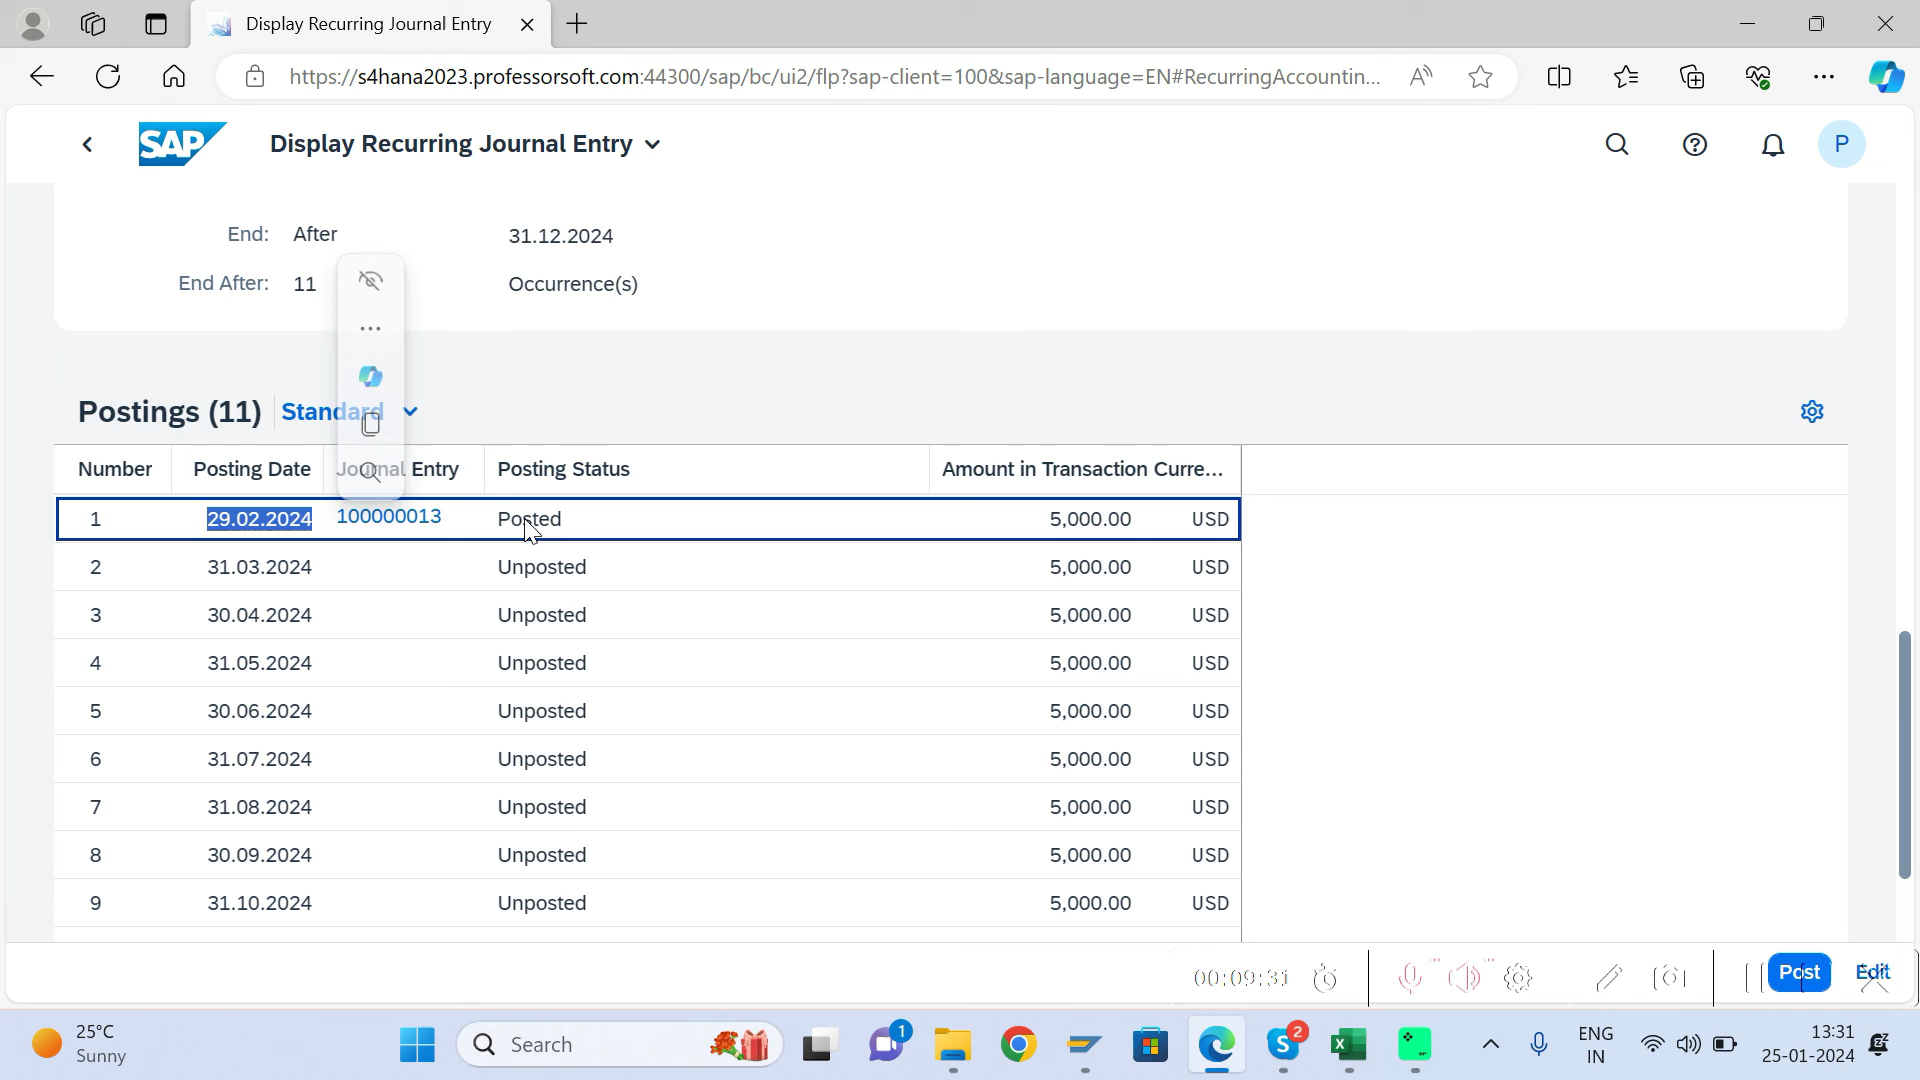 Display Recurring Journal Entry
https://s4hana2023.professorsoft.com:44300/sap/bc/ui2/flp?sap-client=100&sap-language=EN#RecurringAccountin...
SAP Display Recurring Journal Entry P
End: After 31.12.2024
End After: 11 Occurrence(s)
Postings (11) Standard
Number Posting Date Journal Entry Posting Status Amount in Transaction Curre...
1 29.02.2024 100000013 Posted 5,000.00 USD
2 31.03.2024 Unposted 5,000.00 USD
3 30.04.2024 Unposted 5,000.00 USD
4 31.05.2024 Unposted 5,000.00 USD
5 30.06.2024 Unposted 5,000.00 USD
6 31.07.2024 Unposted 5,000.00 USD
7 31.08.2024 Unposted 5,000.00 USD
8 30.09.2024 Unposted 5,000.00 USD
9 31.10.2024 Unposted 5,000.00 USD
00:09:31 Post Edit
25°C
Sunny
Search
1
2
ENG
IN
13:31
25-01-2024